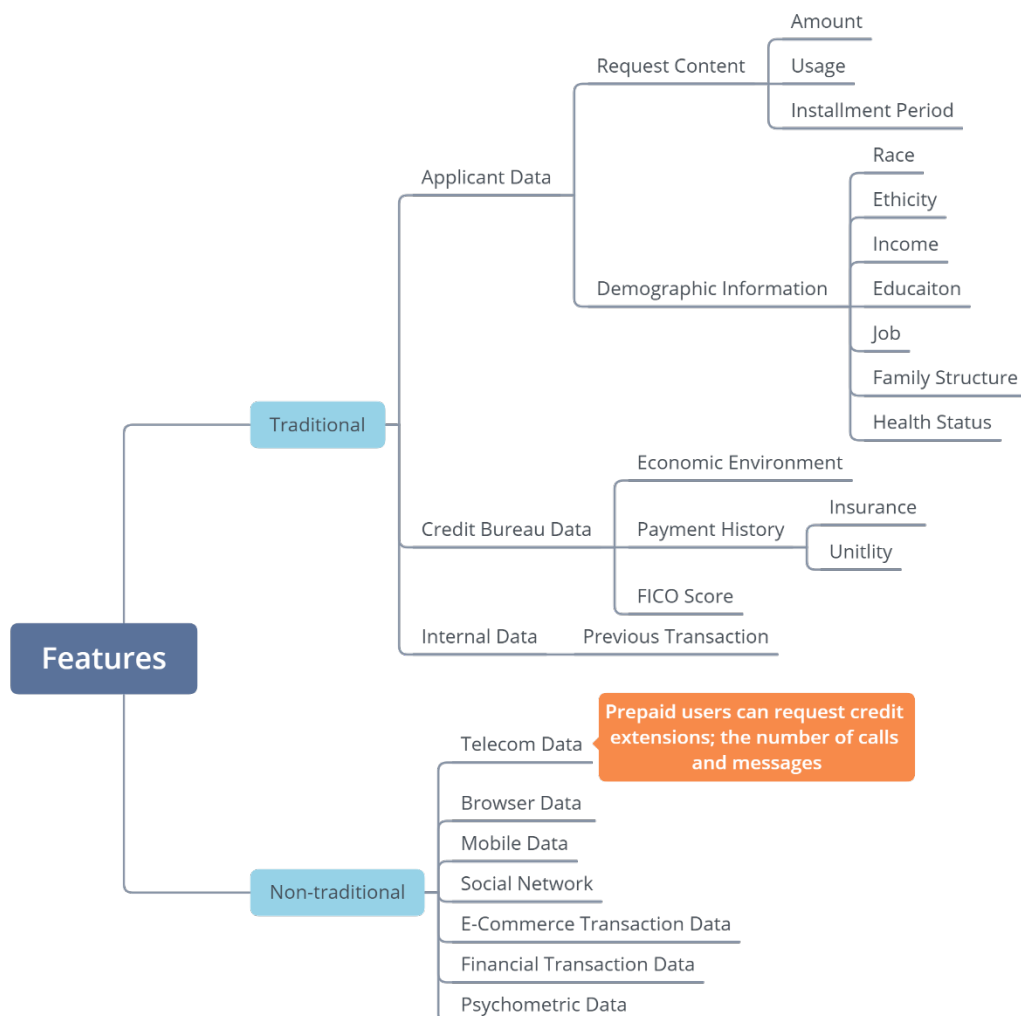 Features
Traditional
Applicant Data
Request Content
Amount
Usage
Installment Period
Demographic Information
Race
Ethicity
Income
Educaiton
Job
Family Structure
Health Status
Credit Bureau Data
Economic Environment
Payment History
Insurance
Unitlity
FICO Score
Internal Data
Previous Transaction
Non-traditional
Telecom Data
Prepaid users can request credit
extensions; the number of calls
and messages
Browser Data
Mobile Data
Social Network
E-Commerce Transaction Data
Financial Transaction Data
Psychometric Data